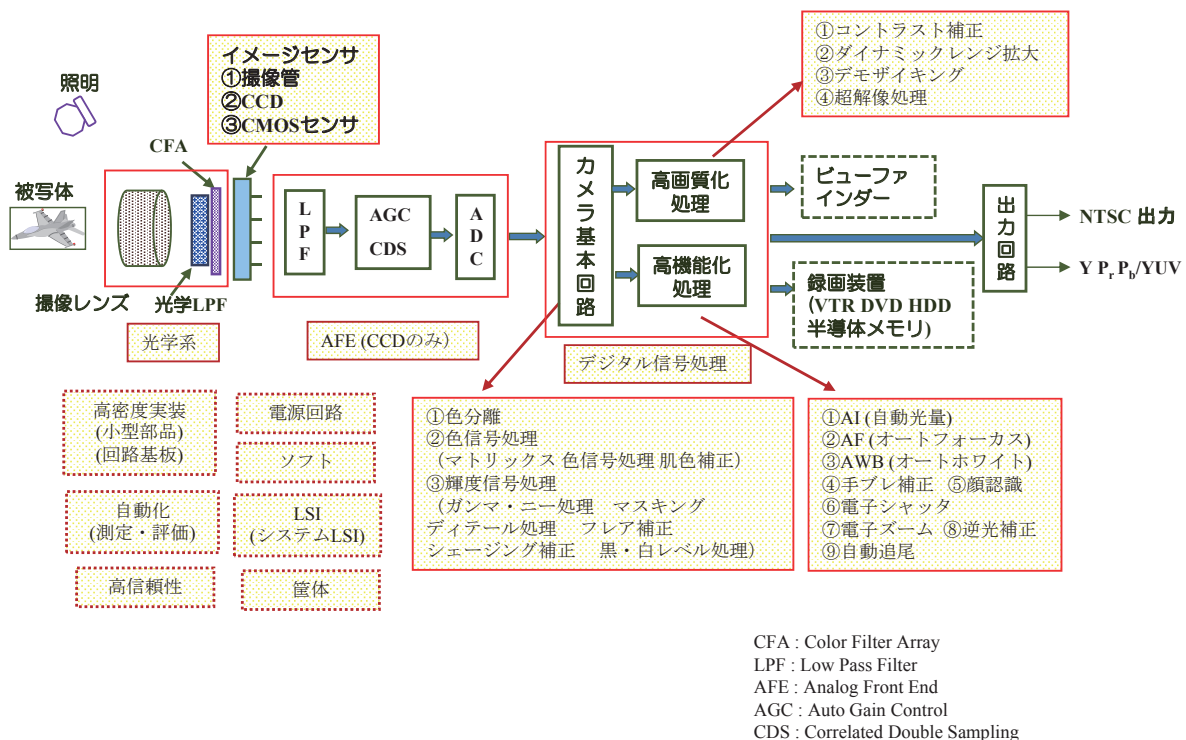 照明
イメージセンサ
①撮像管
②CCD
③CMOSセンサ
①コントラスト補正
②ダイナミックレンジ拡大
③デモザイキング
④超解像処理
CFA
被写体
撮像レンズ
光学LPF
光学系
LPF
AGC
CDS
ADC
AFE (CCDのみ)
カメラ基本回路
高画質化
処理
高機能化
処理
デジタル信号処理
ビューファ
インダー
録画装置
(VTR DVD HDD
半導体メモリ)
出力回路
NTSC 出力
Y Pr Pb/YUV
高密度実装
(小型部品)
(回路基板)
電源回路
ソフト
自動化
(測定・評価)
LSI
(システムLSI)
高信頼性
筐体
①色分離
②色信号処理
（マトリックス 色信号処理 肌色補正）
③輝度信号処理
（ガンマ・ニー処理　マスキング
ディテール処理　フレア補正
シェージング補正　黒・白レベル処理）
①AI (自動光量)
②AF (オートフォーカス)
③AWB (オートホワイト)
④手ブレ補正 ⑤顔認識
⑥電子シャッタ
⑦電子ズーム ⑧逆光補正
⑨自動追尾
CFA : Color Filter Array
LPF : Low Pass Filter
AFE : Analog Front End
AGC : Auto Gain Control
CDS : Correlated Double Sampling